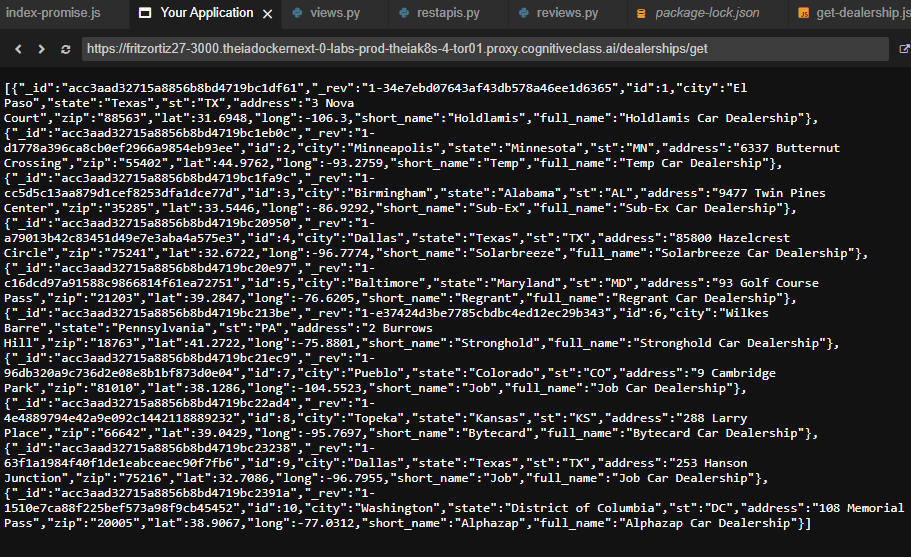 index-promise.js Your Application views.py restapis.py reviews.py package-lock.json get-dealership.js
https://fritzortiz27-3000.theiadockernext-0-labs-prod-theiak8s-4-tor01.proxy.cognitiveclass.ai/dealerships/get
[{"_id":"acc3aad32715a8856b8bd4719bc1df61","_rev":"1-34e7ebd07643af43db578a46ee1d6365","id":1,"city":"El
Paso","state":"Texas","st":"TX","address":"3 Nova
Court","zip":"88563","lat":31.6948,"long":-106.3,"short_name":"Holdlamis","full_name":"Holdlamis Car Dealership"},
{"_id":"acc3aad32715a8856b8bd4719bc1eb0c","_rev":"1-
d1778a396ca8cb0ef2966a9854eb93ee","id":2,"city":"Minneapolis","state":"Minnesota","st":"MN","address":"6337 Butternut
Crossing","zip":"55402","lat":44.9762,"long":-93.2759,"short_name":"Temp","full_name":"Temp Car Dealership"},
{"_id":"acc3aad32715a8856b8bd4719bc1fa9c","_rev":"1-
cc5d5c13aa879d1cef8253dfa1dce77d","id":3,"city":"Birmingham","state":"Alabama","st":"AL","address":"9477 Twin Pines
Center","zip":"35285","lat":33.5446,"long":-86.9292,"short_name":"Sub-Ex","full_name":"Sub-Ex Car Dealership"},
{"_id":"acc3aad32715a8856b8bd4719bc20950","_rev":"1-
a79013b42c83451d49e7e3aba4a575e3","id":4,"city":"Dallas","state":"Texas","st":"TX","address":"85800 Hazelcrest
Circle","zip":"75241","lat":32.6722,"long":-96.7774,"short_name":"Solarbreeze","full_name":"Solarbreeze Car Dealership"},
{"_id":"acc3aad32715a8856b8bd4719bc20e97","_rev":"1-
c16dcd97a91588c9866814f61ea72751","id":5,"city":"Baltimore","state":"Maryland","st":"MD","address":"93 Golf Course
Pass","zip":"21203","lat":39.2847,"long":-76.6205,"short_name":"Regrant","full_name":"Regrant Car Dealership"},
{"_id":"acc3aad32715a8856b8bd4719bc213be","_rev":"1-e37424d3be7785cbdbc4ed12ec29b343","id":6,"city":"Wilkes
Barre","state":"Pennsylvania","st":"PA","address":"2 Burrows
Hill","zip":"18763","lat":41.2722,"long":-75.8801,"short_name":"Stronghold","full_name":"Stronghold Car Dealership"},
{"_id":"acc3aad32715a8856b8bd4719bc21ec9","_rev":"1-
96db320a9c736d2e08e8b1bf873d0e04","id":7,"city":"Pueblo","state":"Colorado","st":"CO","address":"9 Cambridge
Park","zip":"81010","lat":38.1286,"long":-104.5523,"short_name":"Job","full_name":"Job Car Dealership"},
{"_id":"acc3aad32715a8856b8bd4719bc22ad4","_rev":"1-
4e4889794e42a9e092c1442118889232","id":8,"city":"Topeka","state":"Kansas","st":"KS","address":"288 Larry
Place","zip":"66642","lat":39.0429,"long":-95.7697,"short_name":"Bytecard","full_name":"Bytecard Car Dealership"},
{"_id":"acc3aad32715a8856b8bd4719bc23238","_rev":"1-
63f1a1984f40f1de1eabceaec90f7fb6","id":9,"city":"Dallas","state":"Texas","st":"TX","address":"253 Hanson
Junction","zip":"75216","lat":32.7086,"long":-96.7955,"short_name":"Job","full_name":"Job Car Dealership"},
{"_id":"acc3aad32715a8856b8bd4719bc2391a","_rev":"1-
1510e7ca88f225bef573a98f9cb45452","id":10,"city":"Washington","state":"District of Columbia","st":"DC","address":"108 Memorial
Pass","zip":"20005","lat":38.9067,"long":-77.0312,"short_name":"Alphazap","full_name":"Alphazap Car Dealership"}]